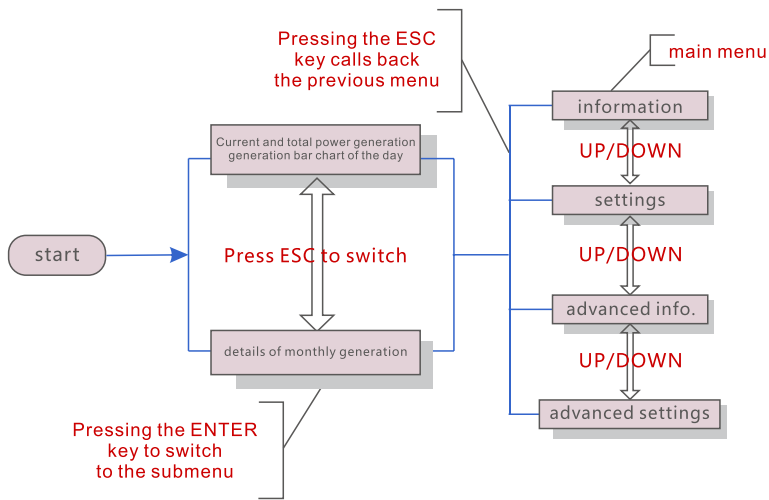 Pressing the ESC
key calls back
the previous menu
main menu
information
Current and total power generation
generation bar chart of the day
UP/DOWN
settings
start
Press ESC to switch
UP/DOWN
advanced info.
details of monthly generation
UP/DOWN
advanced settings
Pressing the ENTER
key to switch
to the submenu